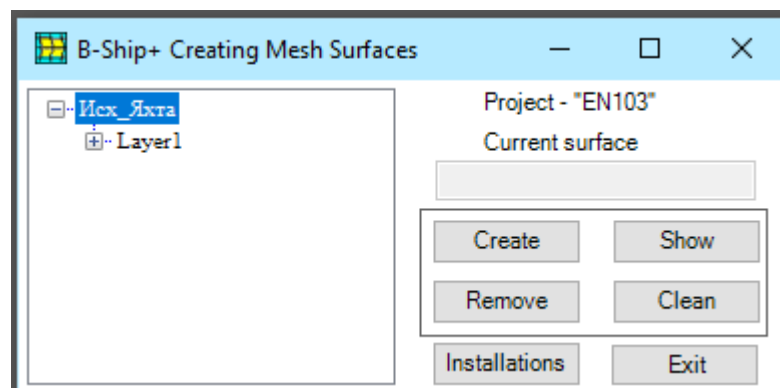 B-Ship+ Creating Mesh Surfaces
Исх_Яхта
Layer1
Project - "EN103"
Current surface
Create
Show
Remove
Clean
Installations
Exit